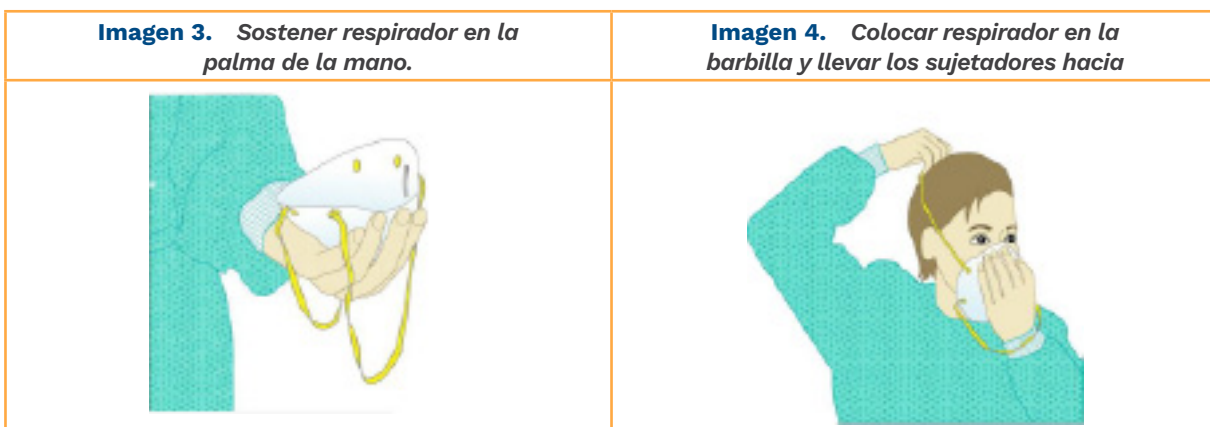 Imagen 3. Sostener respirador en la
palma de la mano.
Imagen 4. Colocar respirador en la
barbilla y llevar los sujetadores hacia